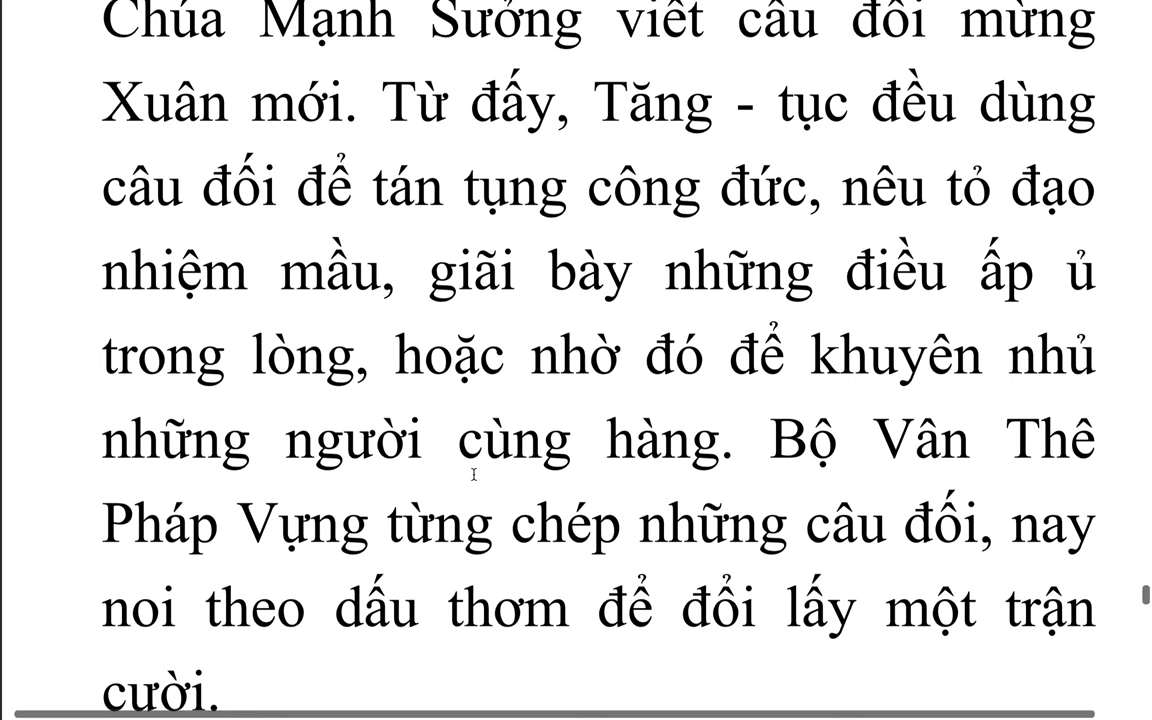 Chúa Mạnh Sưởng viết câu đối mừng
Xuân mới. Từ đấy, Tăng - tục đều dùng
câu đối để tán tụng công đức, nêu tỏ đạo
nhiệm mầu, giãi bày những điều ấp ủ
trong lòng, hoặc nhờ đó để khuyên nhủ
những người cùng hàng. Bộ Vân Thê
Pháp Vựng từng chép những câu đối, nay
noi theo dấu thơm để đổi lấy một trận
cười.